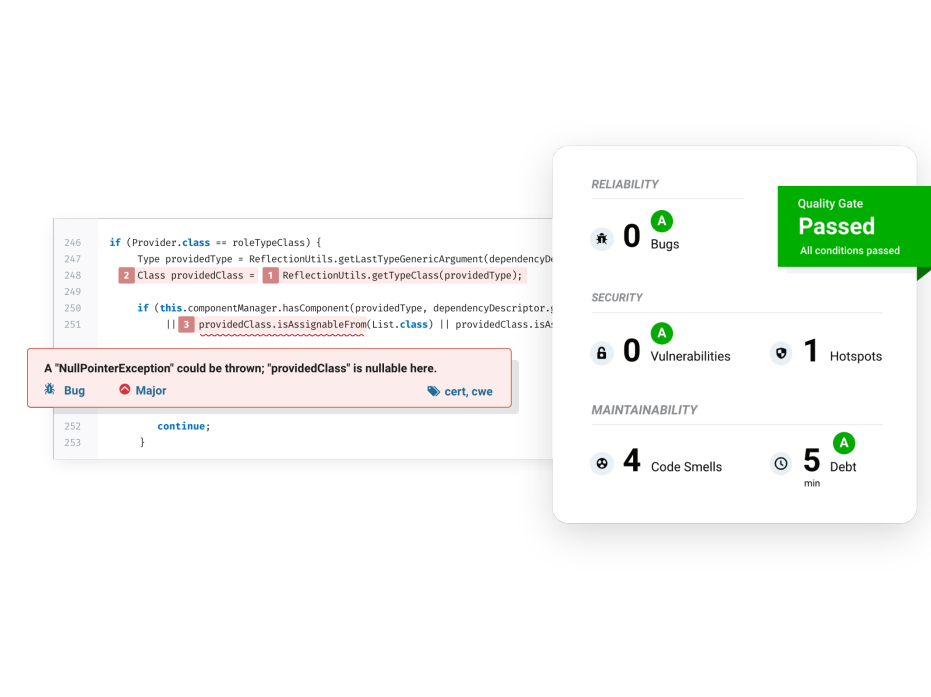 246 if (Provider.class == roleTypeClass) {
247 Type providedType = ReflectionUtils.getLastTypeGenericArgument(dependencyDe
248 2 Class providedClass = 1 ReflectionUtils.getTypeClass(providedType);
249
250 if (this.componentManager.hasComponent(providedType, dependencyDescriptor.g
251 || 3 providedClass.isAssignableFrom(List.class) || providedClass.isAs
A "NullPointerException" could be thrown; "providedClass" is nullable here.
Bug Major cert, cwe
252 continue;
253 }
RELIABILITY
0 A Bugs
Quality Gate
Passed
All conditions passed
SECURITY
0 A Vulnerabilities
1 Hotspots
MAINTAINABILITY
4 Code Smells
5 min A Debt